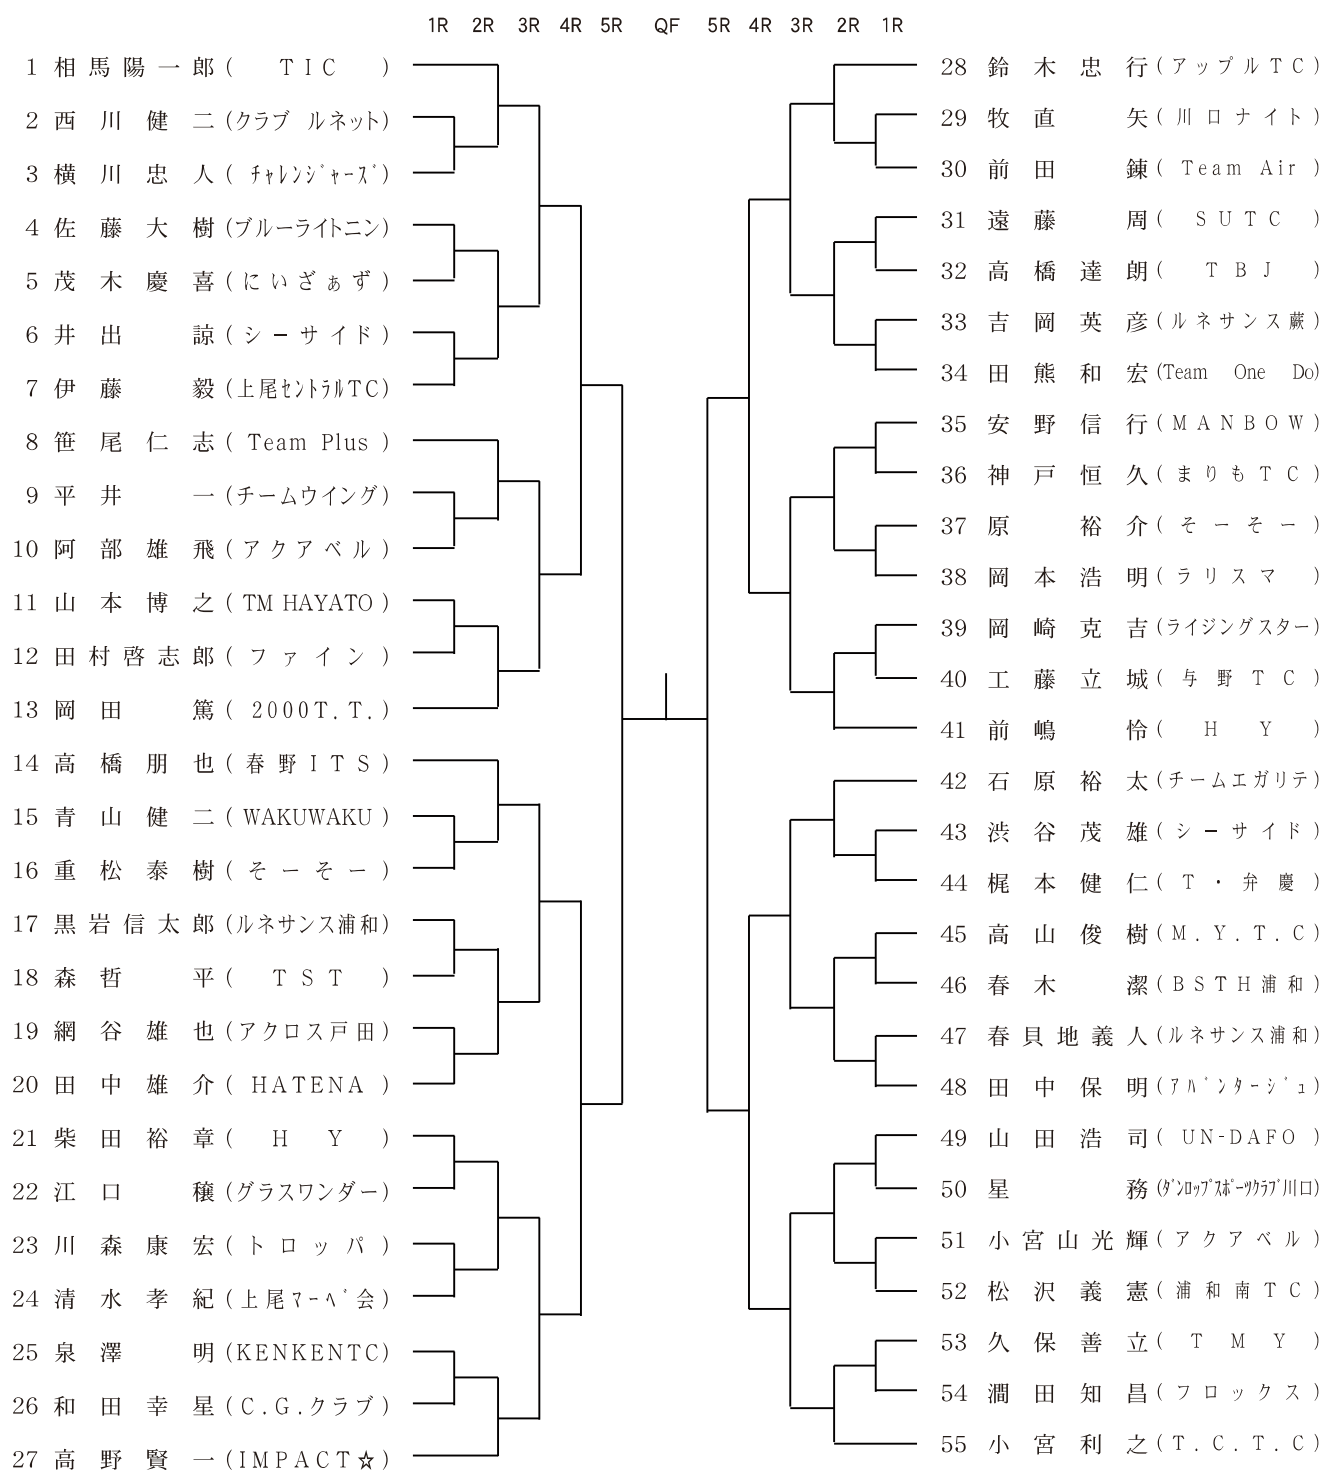 1R 2R 3R 4R 5R QF 5R 4R 3R 2R 1R
1 相馬陽一郎 ( TIC )
2 西川健二 (クラブ ルネット)
3 横川忠人 ( ﾁｬﾚﾝｼﾞｬｰｽﾞ)
4 佐藤大樹 (ブルーライトニン)
5 茂木慶喜 (にいざぁず)
6 井出諒 (シーサイド)
7 伊藤毅 (上尾ｾﾝﾄﾗﾙTC)
8 笹尾仁志 ( Team Plus )
9 平井一 (チームウイング)
10 阿部雄飛 (アクアベル)
11 山本博之 ( TM HAYATO )
12 田村啓志郎 (ファイン)
13 岡田篤 ( 2000T.T.)
14 高橋朋也 (春野ITS)
15 青山健二 ( WAKUWAKU )
16 重松泰樹 (そーそー)
17 黒岩信太郎 (ルネサンス浦和)
18 森哲平 ( TST )
19 網谷雄也 (アクロス戸田)
20 田中雄介 ( HATENA )
21 柴田裕章 ( HY )
22 江口穣 (グラスワンダー)
23 川森康宏 (トロッパ)
24 清水孝紀 (上尾ﾏｰﾍﾞ会)
25 泉澤明 (KENKENTC)
26 和田幸星 (C.G.クラブ)
27 高野賢一 (IMPACT☆)
28 鈴木忠行 (アップルTC)
29 牧直矢 (川口ナイト)
30 前田錬 ( Team Air )
31 遠藤周 ( SUTC )
32 高橋達朗 ( TBJ )
33 吉岡英彦 (ルネサンス蕨)
34 田熊和宏 (Team One Do)
35 安野信行 (MANBOW)
36 神戸恒久 (まりもTC)
37 原裕介 (そーそー)
38 岡本浩明 (ラリスマ )
39 岡崎克吉 (ライジングスター)
40 工藤立城 (与野TC)
41 前嶋怜 ( HY )
42 石原裕太 (チームエガリテ)
43 渋谷茂雄 (シーサイド)
44 梶本健仁 (T・弁慶)
45 高山俊樹 (M.Y.T.C)
46 春木潔 (BSTH浦和)
47 春貝地義人 (ルネサンス浦和)
48 田中保明 (ｱﾊﾞﾝﾀｰｼﾞｭ)
49 山田浩司 ( UN-DAFO )
50 星務 (ﾀﾞﾝﾛｯﾌﾟｽﾎﾟｰﾂｸﾗﾌﾞ川口)
51 小宮山光輝 (アクアベル)
52 松沢義憲 (浦和南TC)
53 久保善立 ( TMY )
54 潤田知昌 (フロックス)
55 小宮利之 (T.C.T.C)